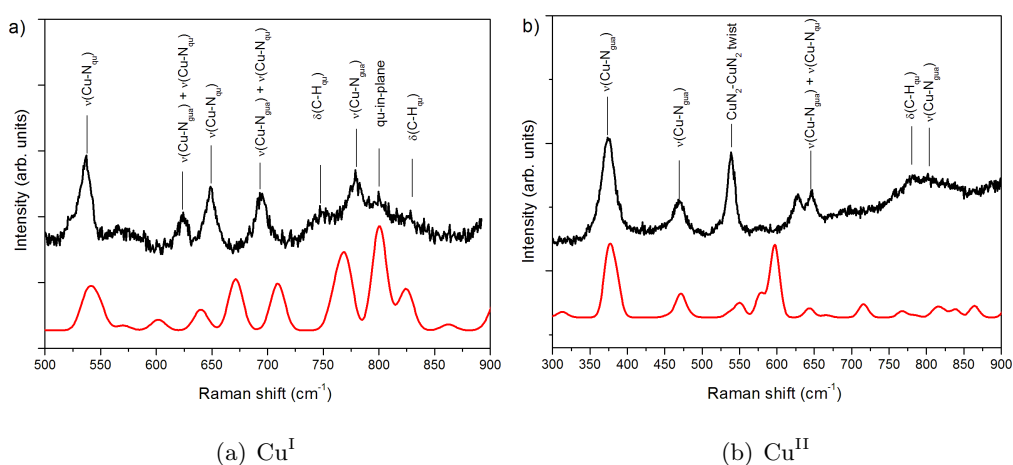 a)
Intensity (arb. units)
ν(Cu-Nqu)
ν(Cu-Ngua) + ν(Cu-Nqu)
ν(Cu-Nqu)
ν(Cu-Ngua) + ν(Cu-Nqu)
δ(C-Hqu)
ν(Cu-Ngua)
qu-in-plane
δ(C-Hqu)
500 550 600 650 700 750 800 850 900
Raman shift (cm⁻¹)
b)
Intensity (arb. units)
ν(Cu-Ngua)
ν(Cu-Ngua)
CuN₂-CuN₂ twist
ν(Cu-Ngua) + ν(Cu-Nqu)
δ(C-Hqu)
ν(Cu-Ngua)
300 350 400 450 500 550 600 650 700 750 800 850 900
Raman shift (cm⁻¹)
(a) Cuᴵ
(b) Cuᴵᴵ